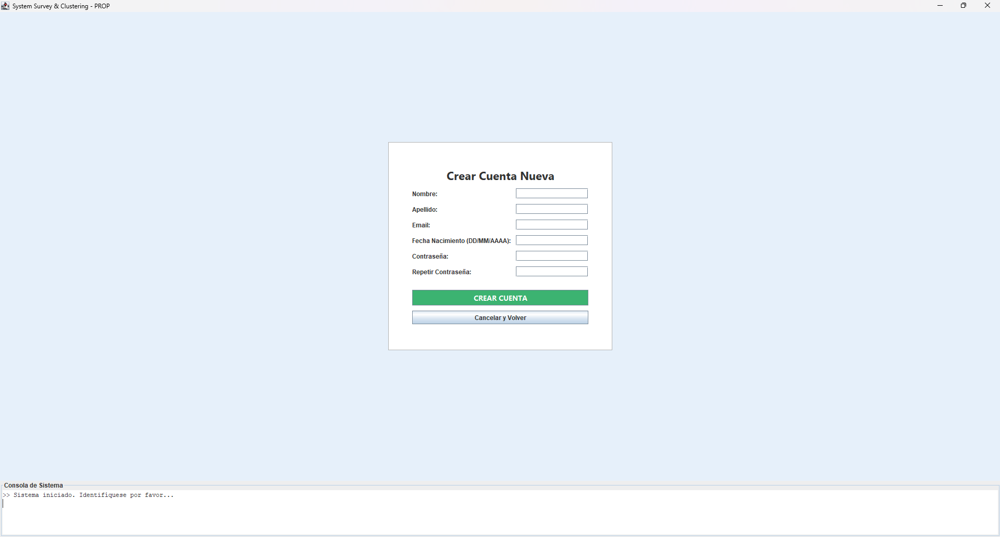 System Survey & Clustering - PROP
Crear Cuenta Nueva
Nombre:
Apellido:
Email:
Fecha Nacimiento (DD/MM/AAAA):
Contraseña:
Repetir Contraseña:
CREAR CUENTA
Cancelar y Volver
Consola de Sistema
>> Sistema iniciado. Identifíquese por favor...